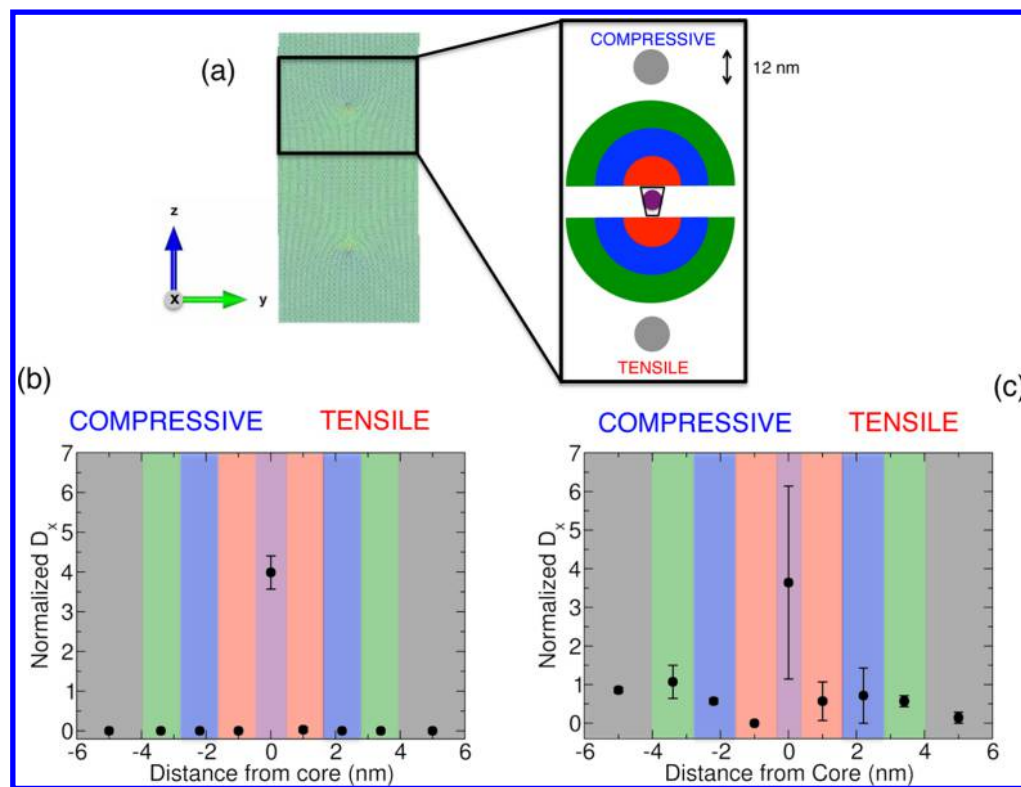 (a)
COMPRESSIVE
12 nm
z
x
y
TENSILE
(b)
COMPRESSIVE TENSILE
7
6
5
4
3
2
1
0
Normalized Dₓ
-6 -4 -2 0 2 4 6
Distance from core (nm)
(c)
COMPRESSIVE TENSILE
7
6
5
4
3
2
1
0
Normalized Dₓ
-6 -4 -2 0 2 4 6
Distance from Core (nm)